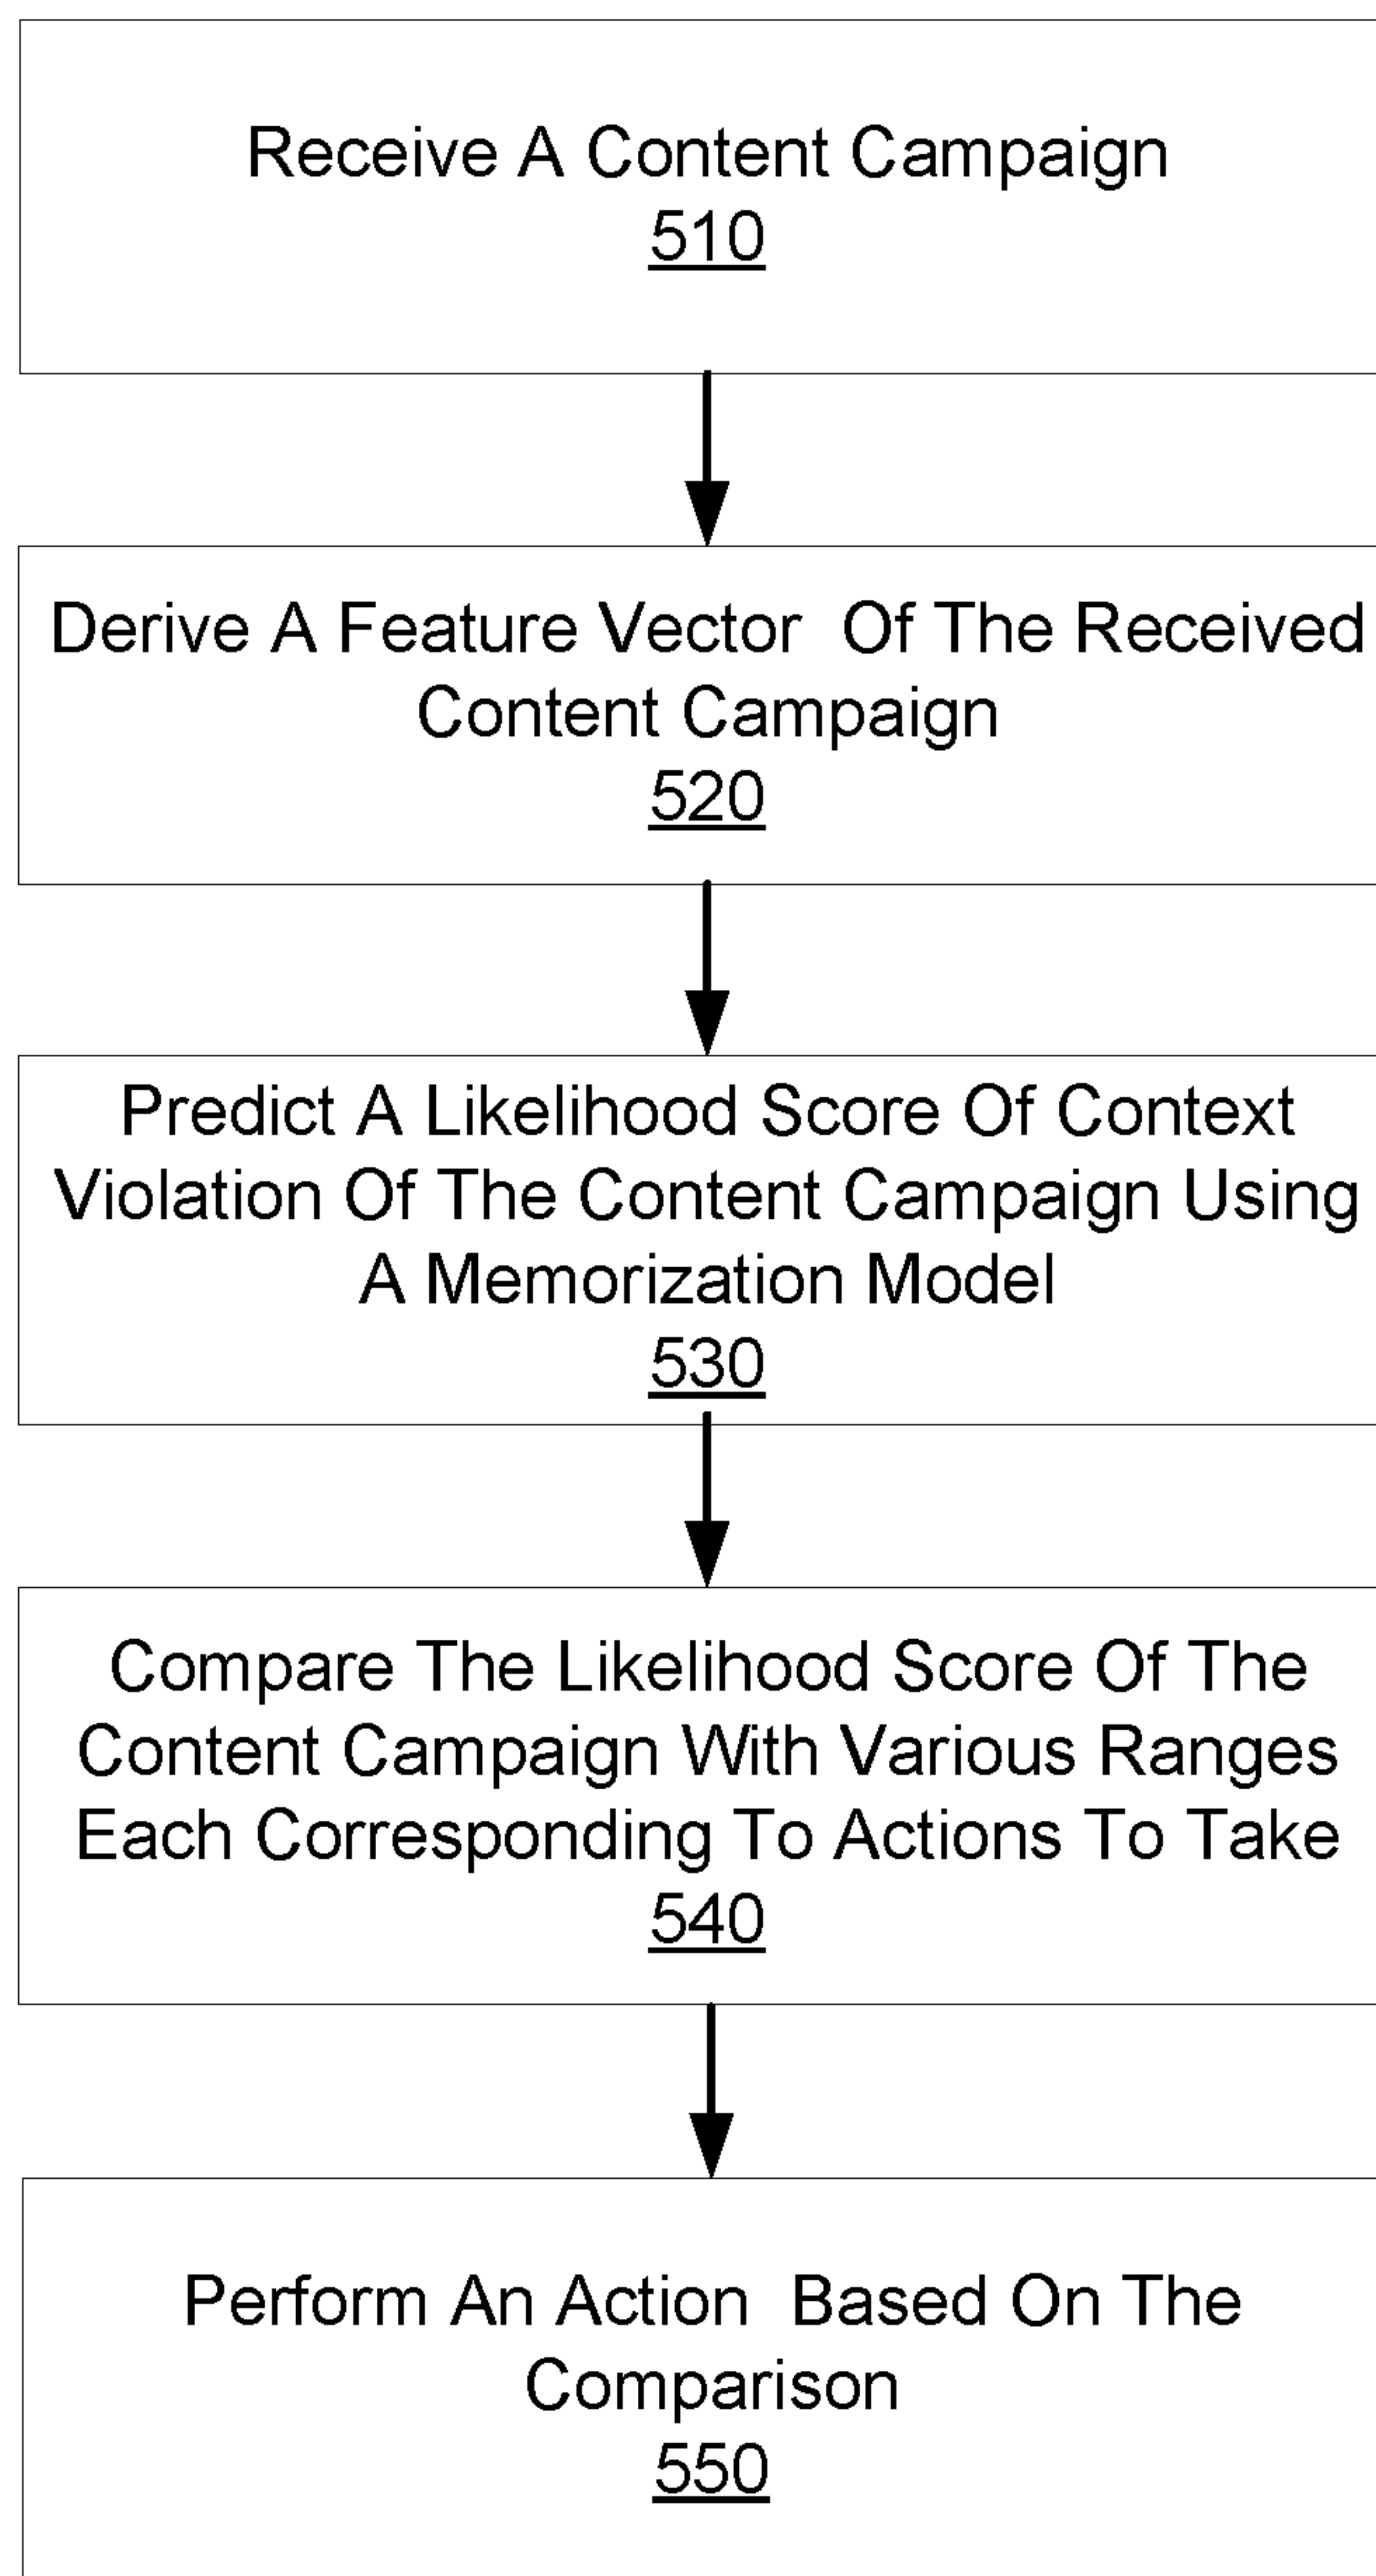 Receive A Content Campaign
510
Derive A Feature Vector Of The Received
Content Campaign
520
Predict A Likelihood Score Of Context
Violation Of The Content Campaign Using
A Memorization Model
530
Compare The Likelihood Score Of The
Content Campaign With Various Ranges
Each Corresponding To Actions To Take
540
Perform An Action Based On The
Comparison
550